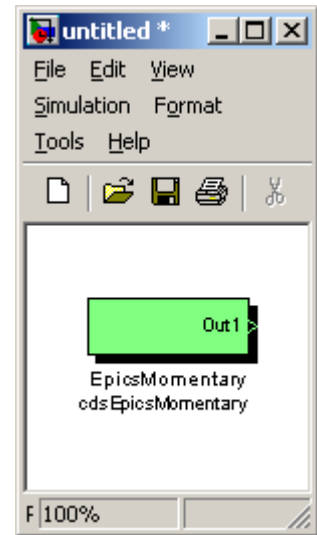 untitled *
File Edit View
Simulation Format
Tools Help
Out1
EpicsMomentary
cdsEpicsMomentary
F 100%